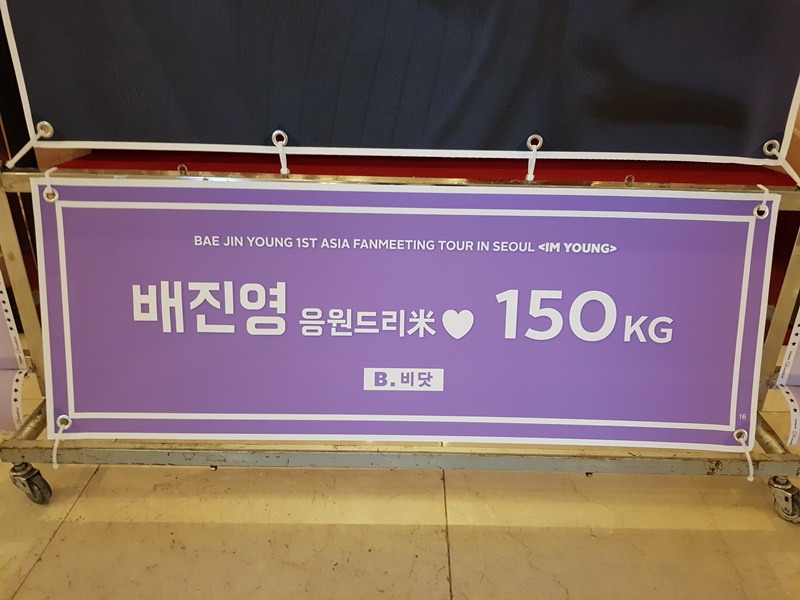 BAE JIN YOUNG 1ST ASIA FANMEETING TOUR IN SEOUL <IM YOUNG>
배진영 응원드리米♥ 150KG
B.비닷
16